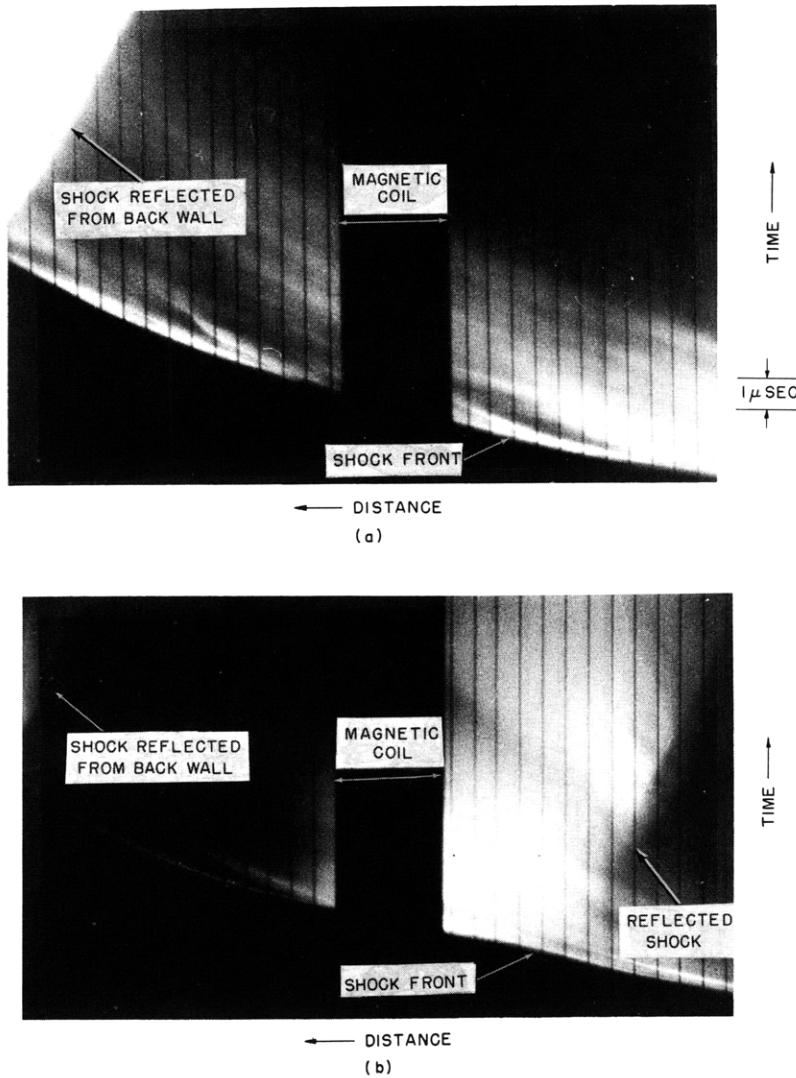 SHOCK REFLECTED
FROM BACK WALL
MAGNETIC
COIL
TIME
1 μ SEC
SHOCK FRONT
DISTANCE
(a)
SHOCK REFLECTED
FROM BACK WALL
MAGNETIC
COIL
TIME
REFLECTED
SHOCK
SHOCK FRONT
DISTANCE
(b)